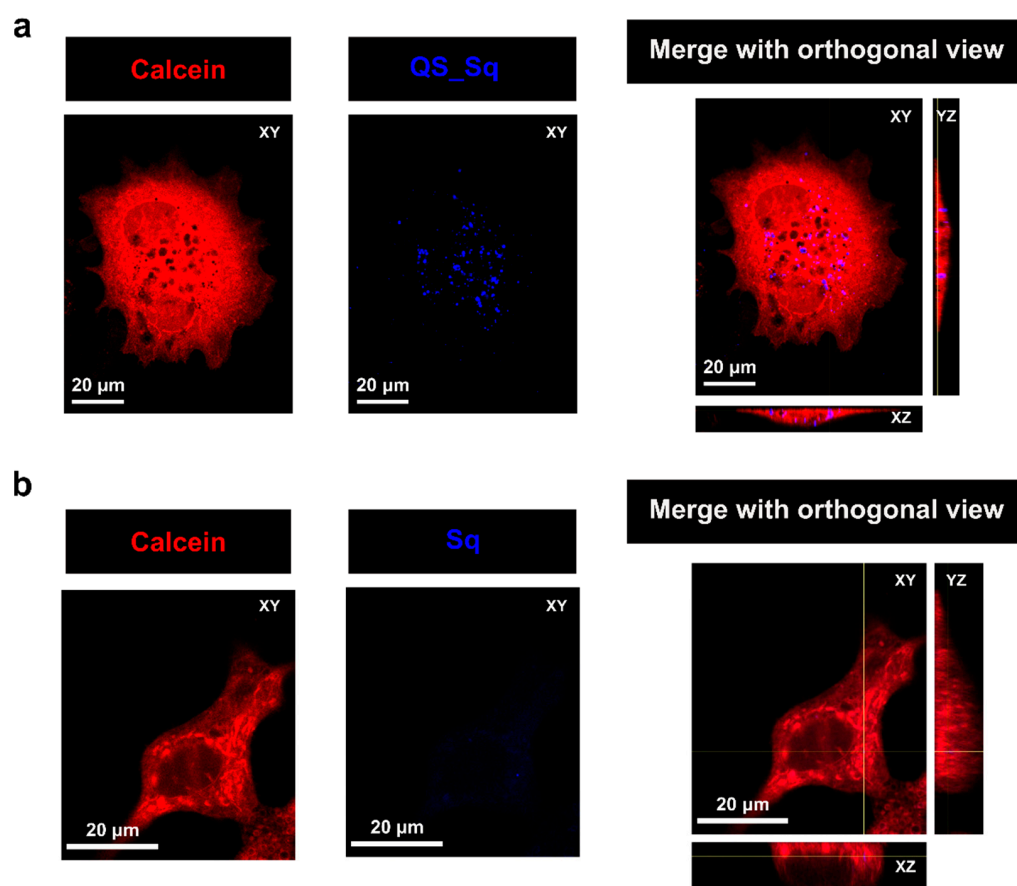 a
Calcein
QS_Sq
Merge with orthogonal view
XY
XY
XY
YZ
20 μm
20 μm
20 μm
XZ
b
Calcein
Sq
Merge with orthogonal view
XY
XY
XY
YZ
20 μm
20 μm
20 μm
XZ